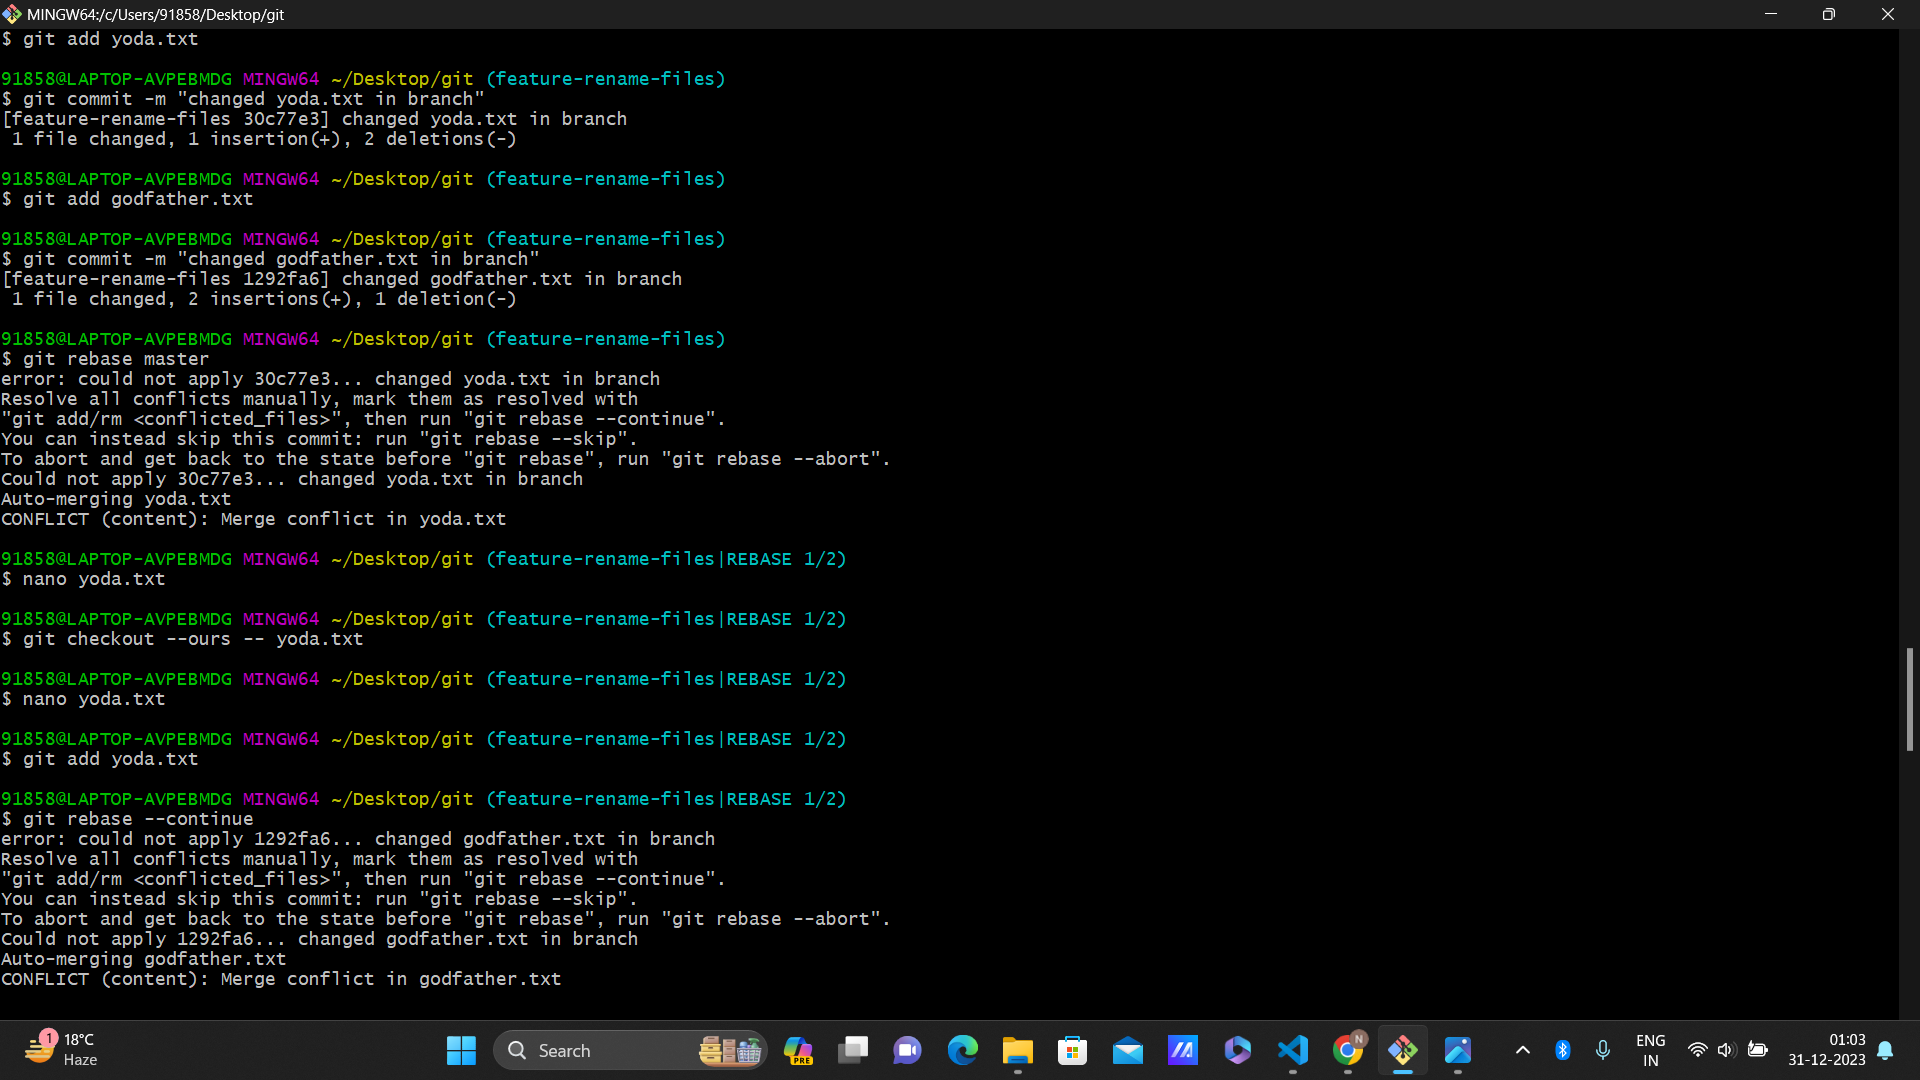 MINGW64:/c/Users/91858/Desktop/git
$ git add yoda.txt
91858@LAPTOP-AVPEBMDG MINGW64 ~/Desktop/git (feature-rename-files)
$ git commit -m "changed yoda.txt in branch"
[feature-rename-files 30c77e3] changed yoda.txt in branch
1 file changed, 1 insertion(+), 2 deletions(-)
91858@LAPTOP-AVPEBMDG MINGW64 ~/Desktop/git (feature-rename-files)
$ git add godfather.txt
91858@LAPTOP-AVPEBMDG MINGW64 ~/Desktop/git (feature-rename-files)
$ git commit -m "changed godfather.txt in branch"
[feature-rename-files 1292fa6] changed godfather.txt in branch
1 file changed, 2 insertions(+), 1 deletion(-)
91858@LAPTOP-AVPEBMDG MINGW64 ~/Desktop/git (feature-rename-files)
$ git rebase master
error: could not apply 30c77e3... changed yoda.txt in branch
Resolve all conflicts manually, mark them as resolved with
"git add/rm <conflicted_files>", then run "git rebase --continue".
You can instead skip this commit: run "git rebase --skip".
To abort and get back to the state before "git rebase", run "git rebase --abort".
Could not apply 30c77e3... changed yoda.txt in branch
Auto-merging yoda.txt
CONFLICT (content): Merge conflict in yoda.txt
91858@LAPTOP-AVPEBMDG MINGW64 ~/Desktop/git (feature-rename-files|REBASE 1/2)
$ nano yoda.txt
91858@LAPTOP-AVPEBMDG MINGW64 ~/Desktop/git (feature-rename-files|REBASE 1/2)
$ git checkout --ours -- yoda.txt
91858@LAPTOP-AVPEBMDG MINGW64 ~/Desktop/git (feature-rename-files|REBASE 1/2)
$ nano yoda.txt
91858@LAPTOP-AVPEBMDG MINGW64 ~/Desktop/git (feature-rename-files|REBASE 1/2)
$ git add yoda.txt
91858@LAPTOP-AVPEBMDG MINGW64 ~/Desktop/git (feature-rename-files|REBASE 1/2)
$ git rebase --continue
error: could not apply 1292fa6... changed godfather.txt in branch
Resolve all conflicts manually, mark them as resolved with
"git add/rm <conflicted_files>", then run "git rebase --continue".
You can instead skip this commit: run "git rebase --skip".
To abort and get back to the state before "git rebase", run "git rebase --abort".
Could not apply 1292fa6... changed godfather.txt in branch
Auto-merging godfather.txt
CONFLICT (content): Merge conflict in godfather.txt
1
18°C
Haze
Search
PRE
N
ENG
IN
01:03
31-12-2023